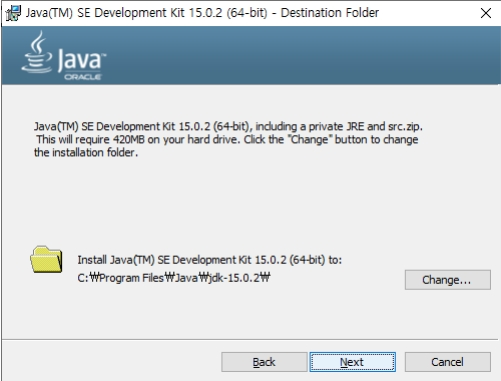 Java(TM) SE Development Kit 15.0.2 (64-bit) - Destination Folder
Java™
ORACLE
Java(TM) SE Development Kit 15.0.2 (64-bit), including a private JRE and src.zip.
This will require 420MB on your hard drive. Click the "Change" button to change
the installation folder.
Install Java(TM) SE Development Kit 15.0.2 (64-bit) to:
C:₩Program Files₩Java₩jdk-15.0.2₩
Change...
Back
Next
Cancel